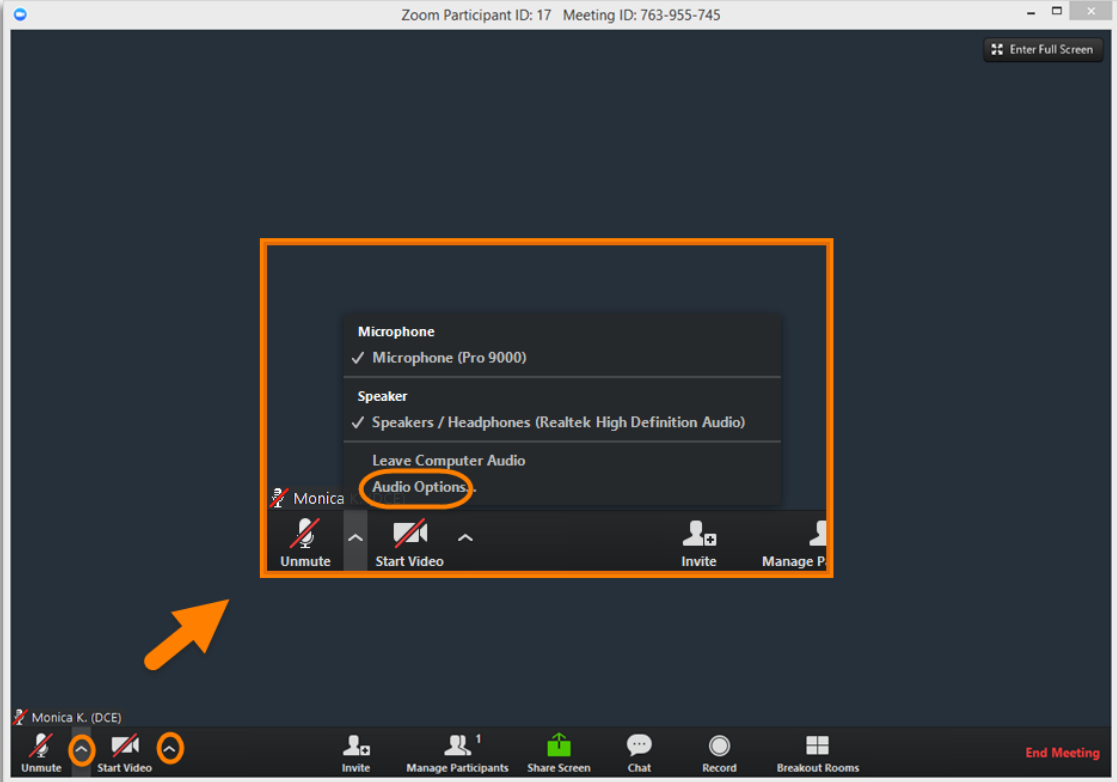 Zoom Participant ID: 17 Meeting ID: 763-955-745
Enter Full Screen
Microphone
Microphone (Pro 9000)
Speaker
Speakers / Headphones (Realtek High Definition Audio)
Leave Computer Audio
Audio Options...
Monica K. (DCE)
Unmute
Start Video
Invite
Manage
Monica K. (DCE)
1
Unmute
Start Video
Invite
Manage Participants
Share Screen
Chat
Record
Breakout Rooms
End Meeting